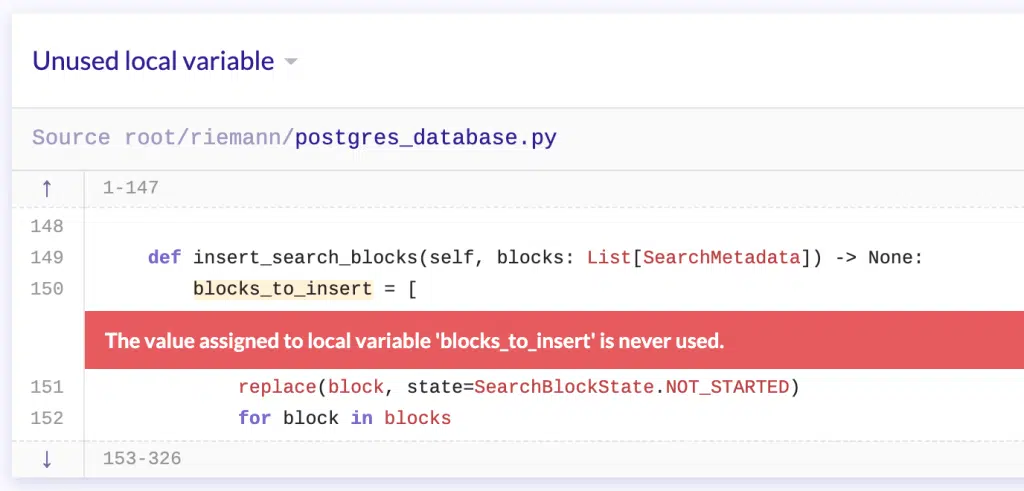 Unused local variable
Source root/riemann/postgres_database.py
↑ 1-147
148
149 def insert_search_blocks(self, blocks: List[SearchMetadata]) -> None:
150 blocks_to_insert = [
The value assigned to local variable 'blocks_to_insert' is never used.
151 replace(block, state=SearchBlockState.NOT_STARTED)
152 for block in blocks
↓ 153-326